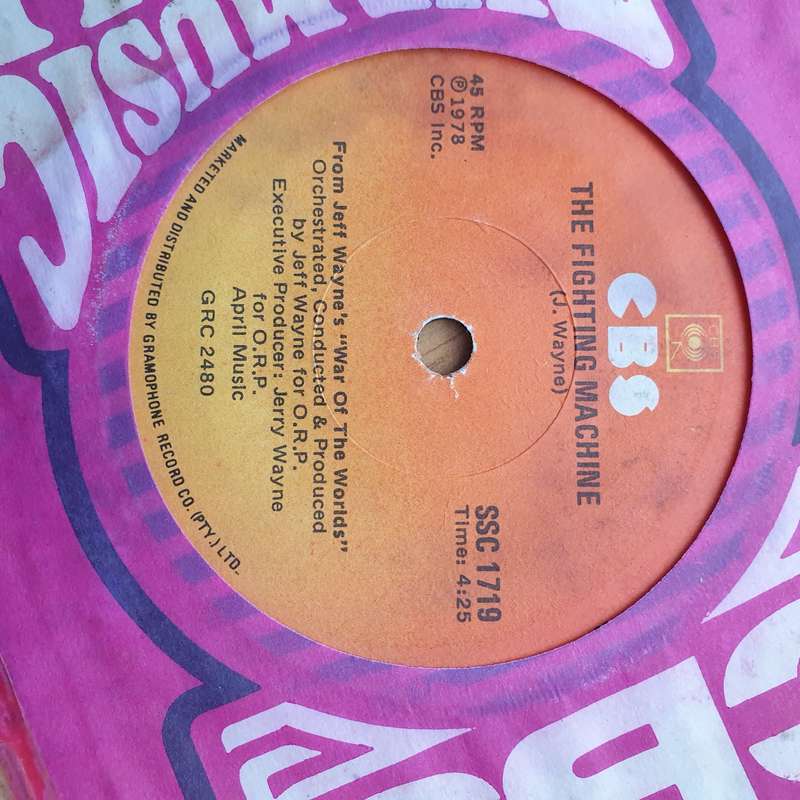 MUSIC
CBS
CBS
THE FIGHTING MACHINE
(J. Wayne)
45 RPM
℗1978
CBS Inc.
SSC 1719
Time: 4:25
From Jeff Wayne's "War Of The Worlds"
Orchestrated, Conducted & Produced
by Jeff Wayne for O.R.P.
Executive Producer: Jerry Wayne
for O.R.P.
April Music
GRC 2480
MARKETED AND DISTRIBUTED BY GRAMOPHONE RECORD CO. (PTY.) LTD.